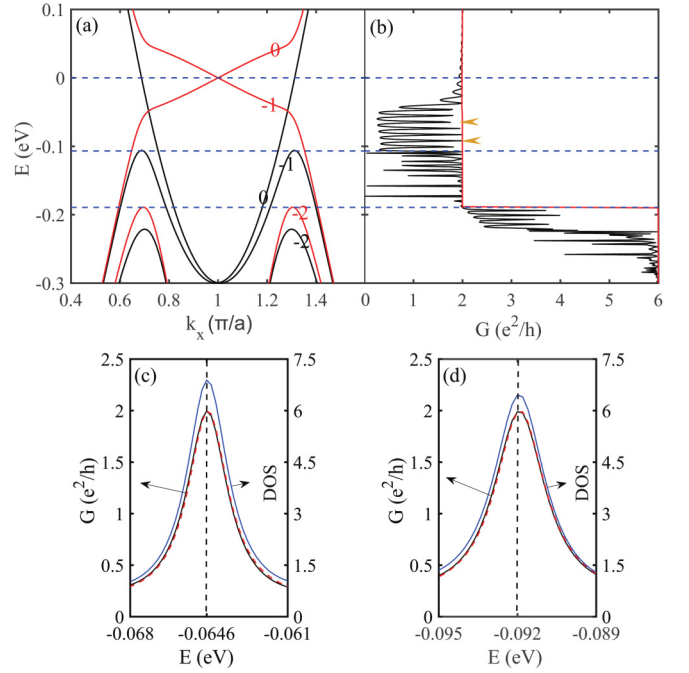 (a)
(b)
0.1
0
-0.1
-0.2
-0.3
E (eV)
0
-1
-1
0
-2
-2
0.4 0.6 0.8 1 1.2 1.4
0 1 2 3 4 5 6
k_x (π/a)
G (e²/h)
(c)
(d)
2.5
2
1.5
1
0.5
0
G (e²/h)
7.5
6
4.5
3
1.5
0
DOS
-0.068 -0.0646 -0.061
E (eV)
2.5
2
1.5
1
0.5
0
G (e²/h)
7.5
6
4.5
3
1.5
0
DOS
-0.095 -0.092 -0.089
E (eV)